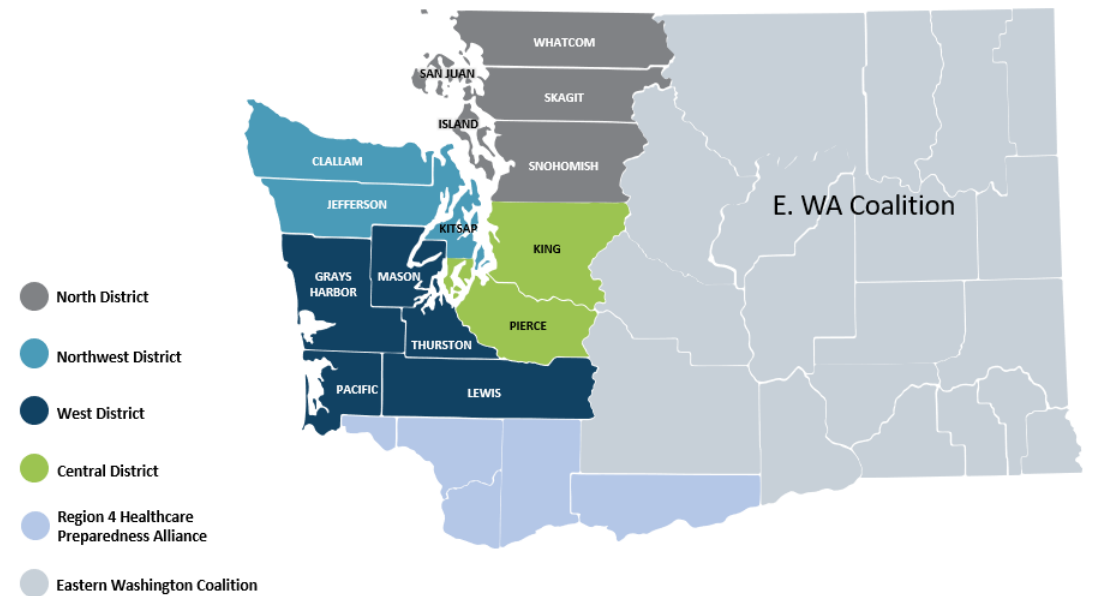 WHATCOM
SAN JUAN
SKAGIT
ISLAND
SNOHOMISH
CLALLAM
JEFFERSON
E. WA Coalition
KITSAP
KING
GRAYS
HARBOR
MASON
PIERCE
THURSTON
PACIFIC
LEWIS
North District
Northwest District
West District
Central District
Region 4 Healthcare
Preparedness Alliance
Eastern Washington Coalition